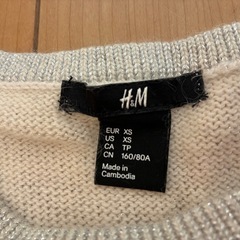 H&M
EUR XS
US XS
CA TP
CN 160/80A
Made in
Cambodia